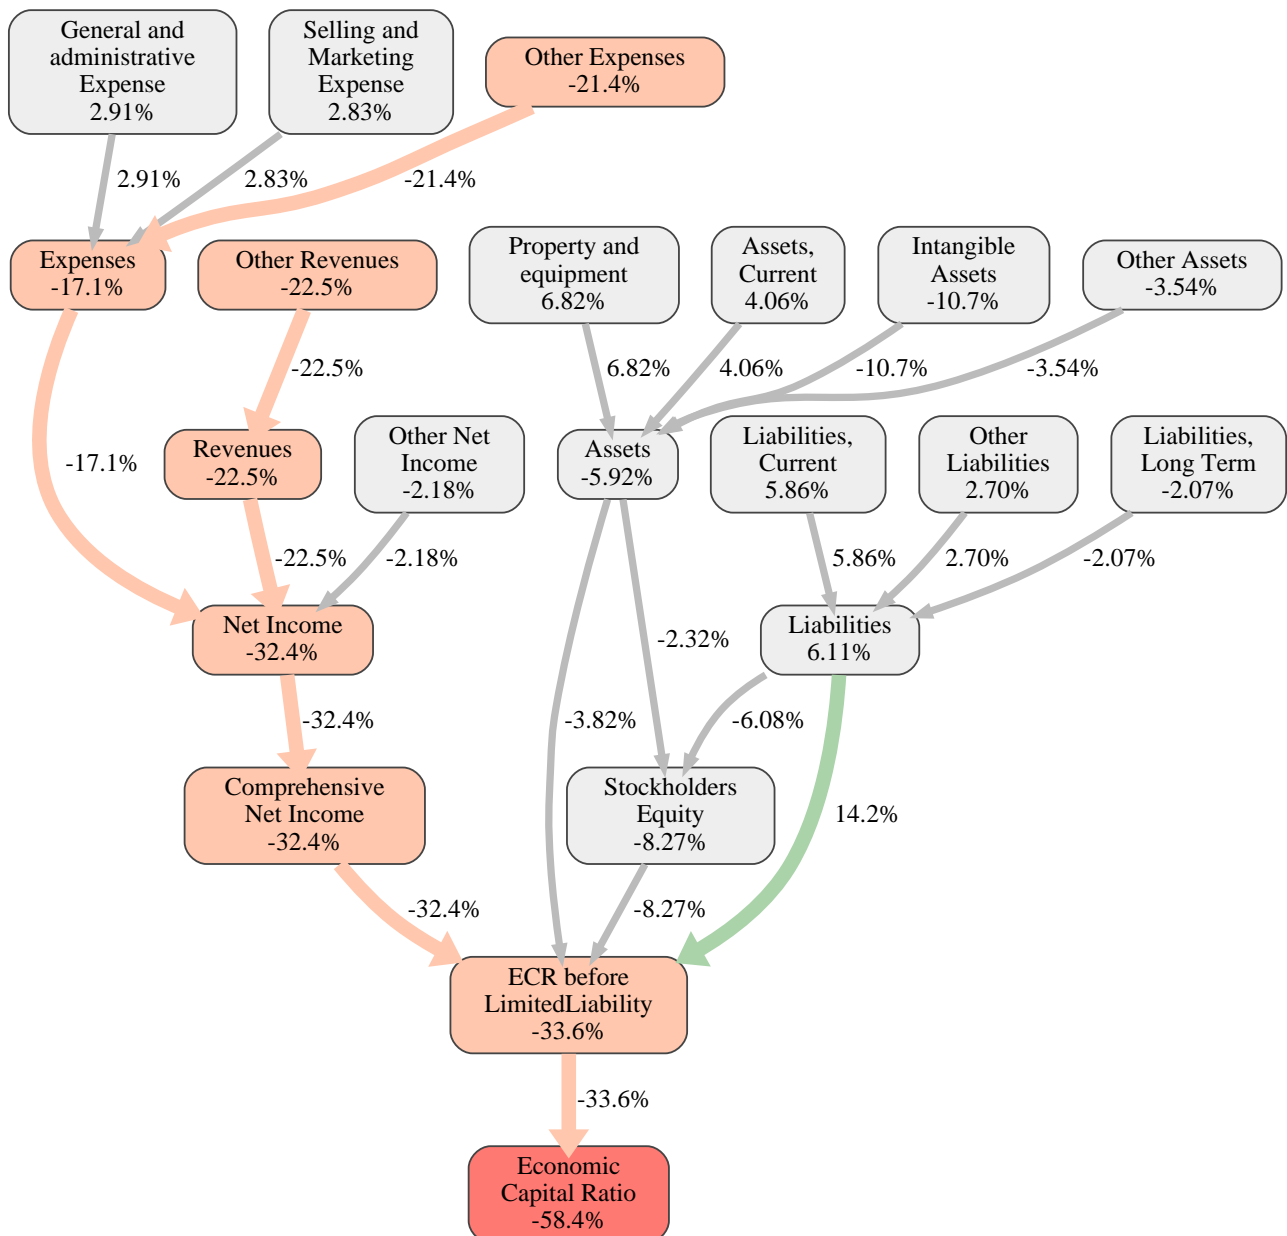 General and
administrative
Expense
2.91%
Selling and
Marketing
Expense
2.83%
Other Expenses
-21.4%
2.91%
2.83%
-21.4%
Expenses
-17.1%
Other Revenues
-22.5%
Property and
equipment
6.82%
Assets,
Current
4.06%
Intangible
Assets
-10.7%
Other Assets
-3.54%
-22.5%
6.82%
4.06%
-10.7%
-3.54%
-17.1%
Revenues
-22.5%
Other Net
Income
-2.18%
Assets
-5.92%
Liabilities,
Current
5.86%
Other
Liabilities
2.70%
Liabilities,
Long Term
-2.07%
-22.5%
-2.18%
5.86%
2.70%
-2.07%
Net Income
-32.4%
-2.32%
Liabilities
6.11%
-32.4%
-3.82%
-6.08%
Comprehensive
Net Income
-32.4%
Stockholders
Equity
-8.27%
14.2%
-32.4%
-8.27%
ECR before
LimitedLiability
-33.6%
-33.6%
Economic
Capital Ratio
-58.4%